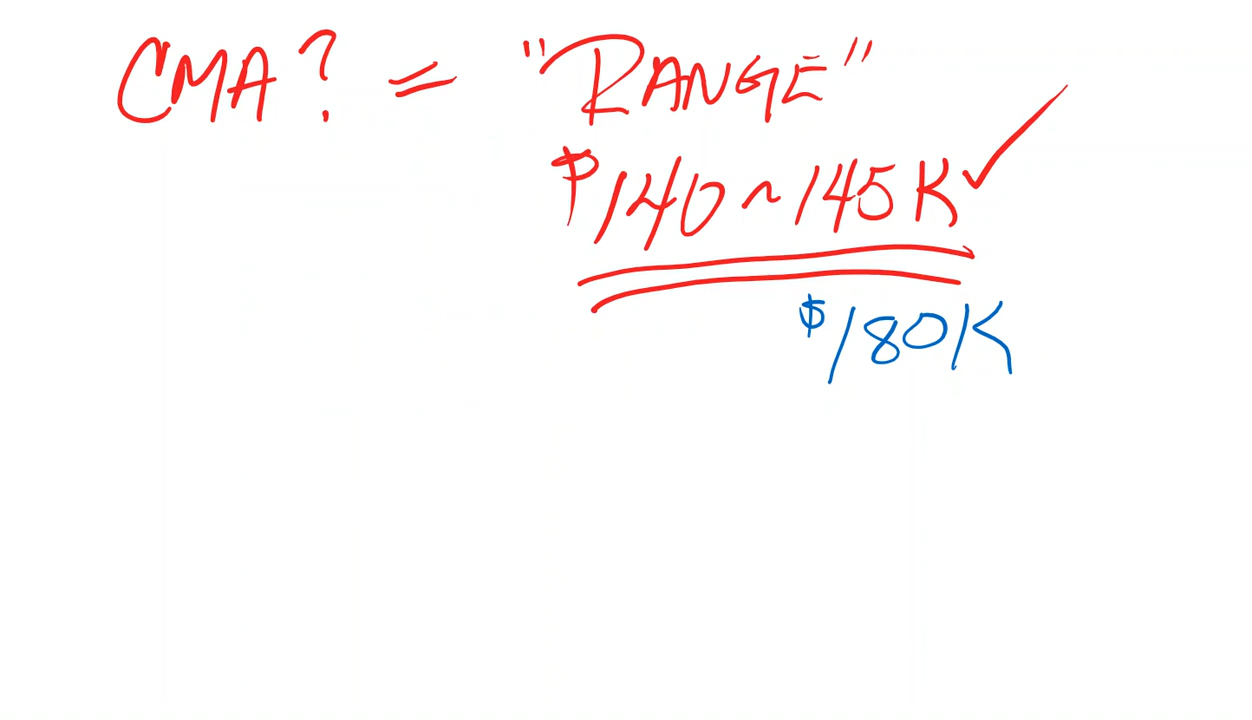 CMA? = "RANGE"
$140~145K✓
$180K